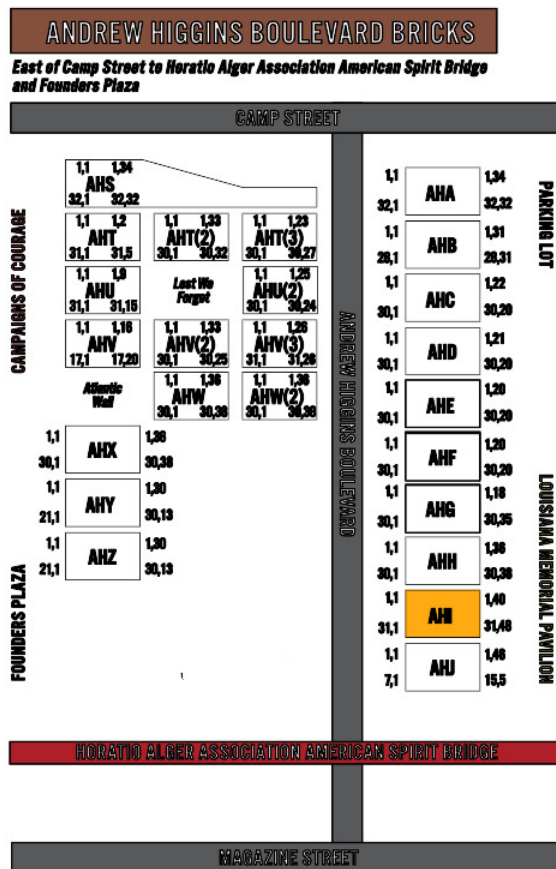 ANDREW HIGGINS BOULEVARD BRICKS
East of Camp Street to Horatio Alger Association American Spirit Bridge
and Founders Plaza
CAMP STREET
1,1 1,34
AHS
32,1 32,32
1,1 1,2
AHT
31,1 31,5
1,1 1,33
AHT(2)
30,1 30,32
1,1 1,23
AHT(3)
30,1 30,27
1,1 1,9
AHU
31,1 31,15
Lest We
Forget
1,1 1,25
AHU(2)
30,1 30,24
1,1 1,16
AHV
17,1 17,20
1,1 1,33
AHV(2)
30,1 30,25
1,1 1,26
AHV(3)
31,1 31,26
Atlantic
Wall
1,1 1,36
AHW
30,1 30,36
1,1 1,36
AHW(2)
30,1 36,36
1,1 1,36
AHX
30,1 30,38
1,1 1,30
AHY
21,1 30,13
1,1 1,30
AHZ
21,1 30,13
CAMPAIGNS OF COURAGE
FOUNDERS PLAZA
ANDREW HIGGINS BOULEVARD
1,1 1,34
AHA
32,1 32,32
1,1 1,31
AHB
28,1 28,31
1,1 1,22
AHC
30,1 30,20
1,1 1,21
AHD
30,1 30,20
1,1 1,20
AHE
30,1 30,20
1,1 1,20
AHF
30,1 30,20
1,1 1,18
AHG
30,1 30,35
1,1 1,36
AHH
30,1 30,38
1,1 1,40
AHI
31,1 31,48
1,1 1,46
AHJ
7,1 15,5
PARKING LOT
LOUISIANA MEMORIAL PAVILION
HORATIO ALGER ASSOCIATION AMERICAN SPIRIT BRIDGE
MAGAZINE STREET